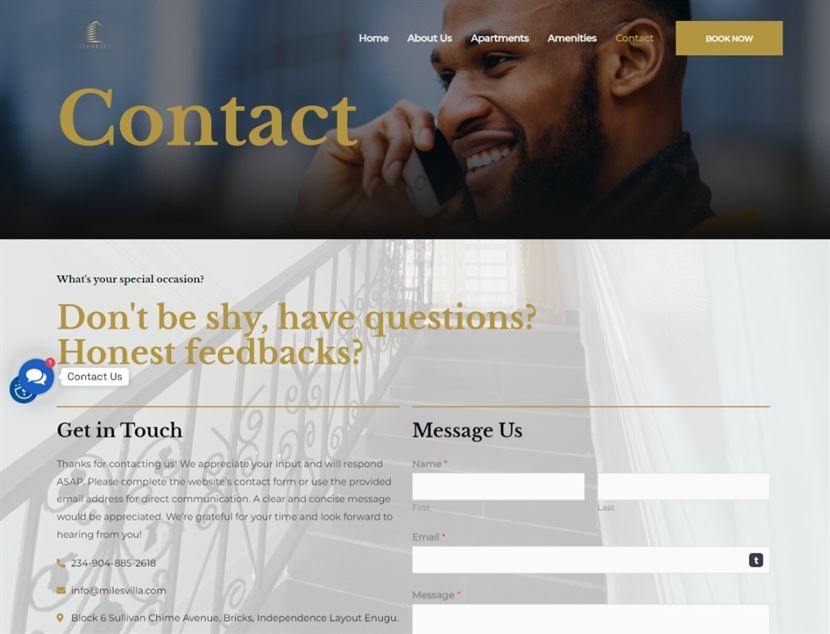 Home About Us Apartments Amenities Contact BOOK NOW
Contact
What's your special occasion?
Don't be shy, have questions?
Honest feedbacks?
1
Contact Us
Get in Touch
Thanks for contacting us! We appreciate your input and will respond
ASAP. Please complete the website's contact form or use the provided
email address for direct communication. A clear and concise message
would be appreciated. We're grateful for your time and look forward to
hearing from you!
234-904-885-2618
info@milesvilla.com
Block 6 Sullivan Chime Avenue, Bricks, Independence Layout Enugu.
Message Us
Name *
First Last
Email *
t
Message *